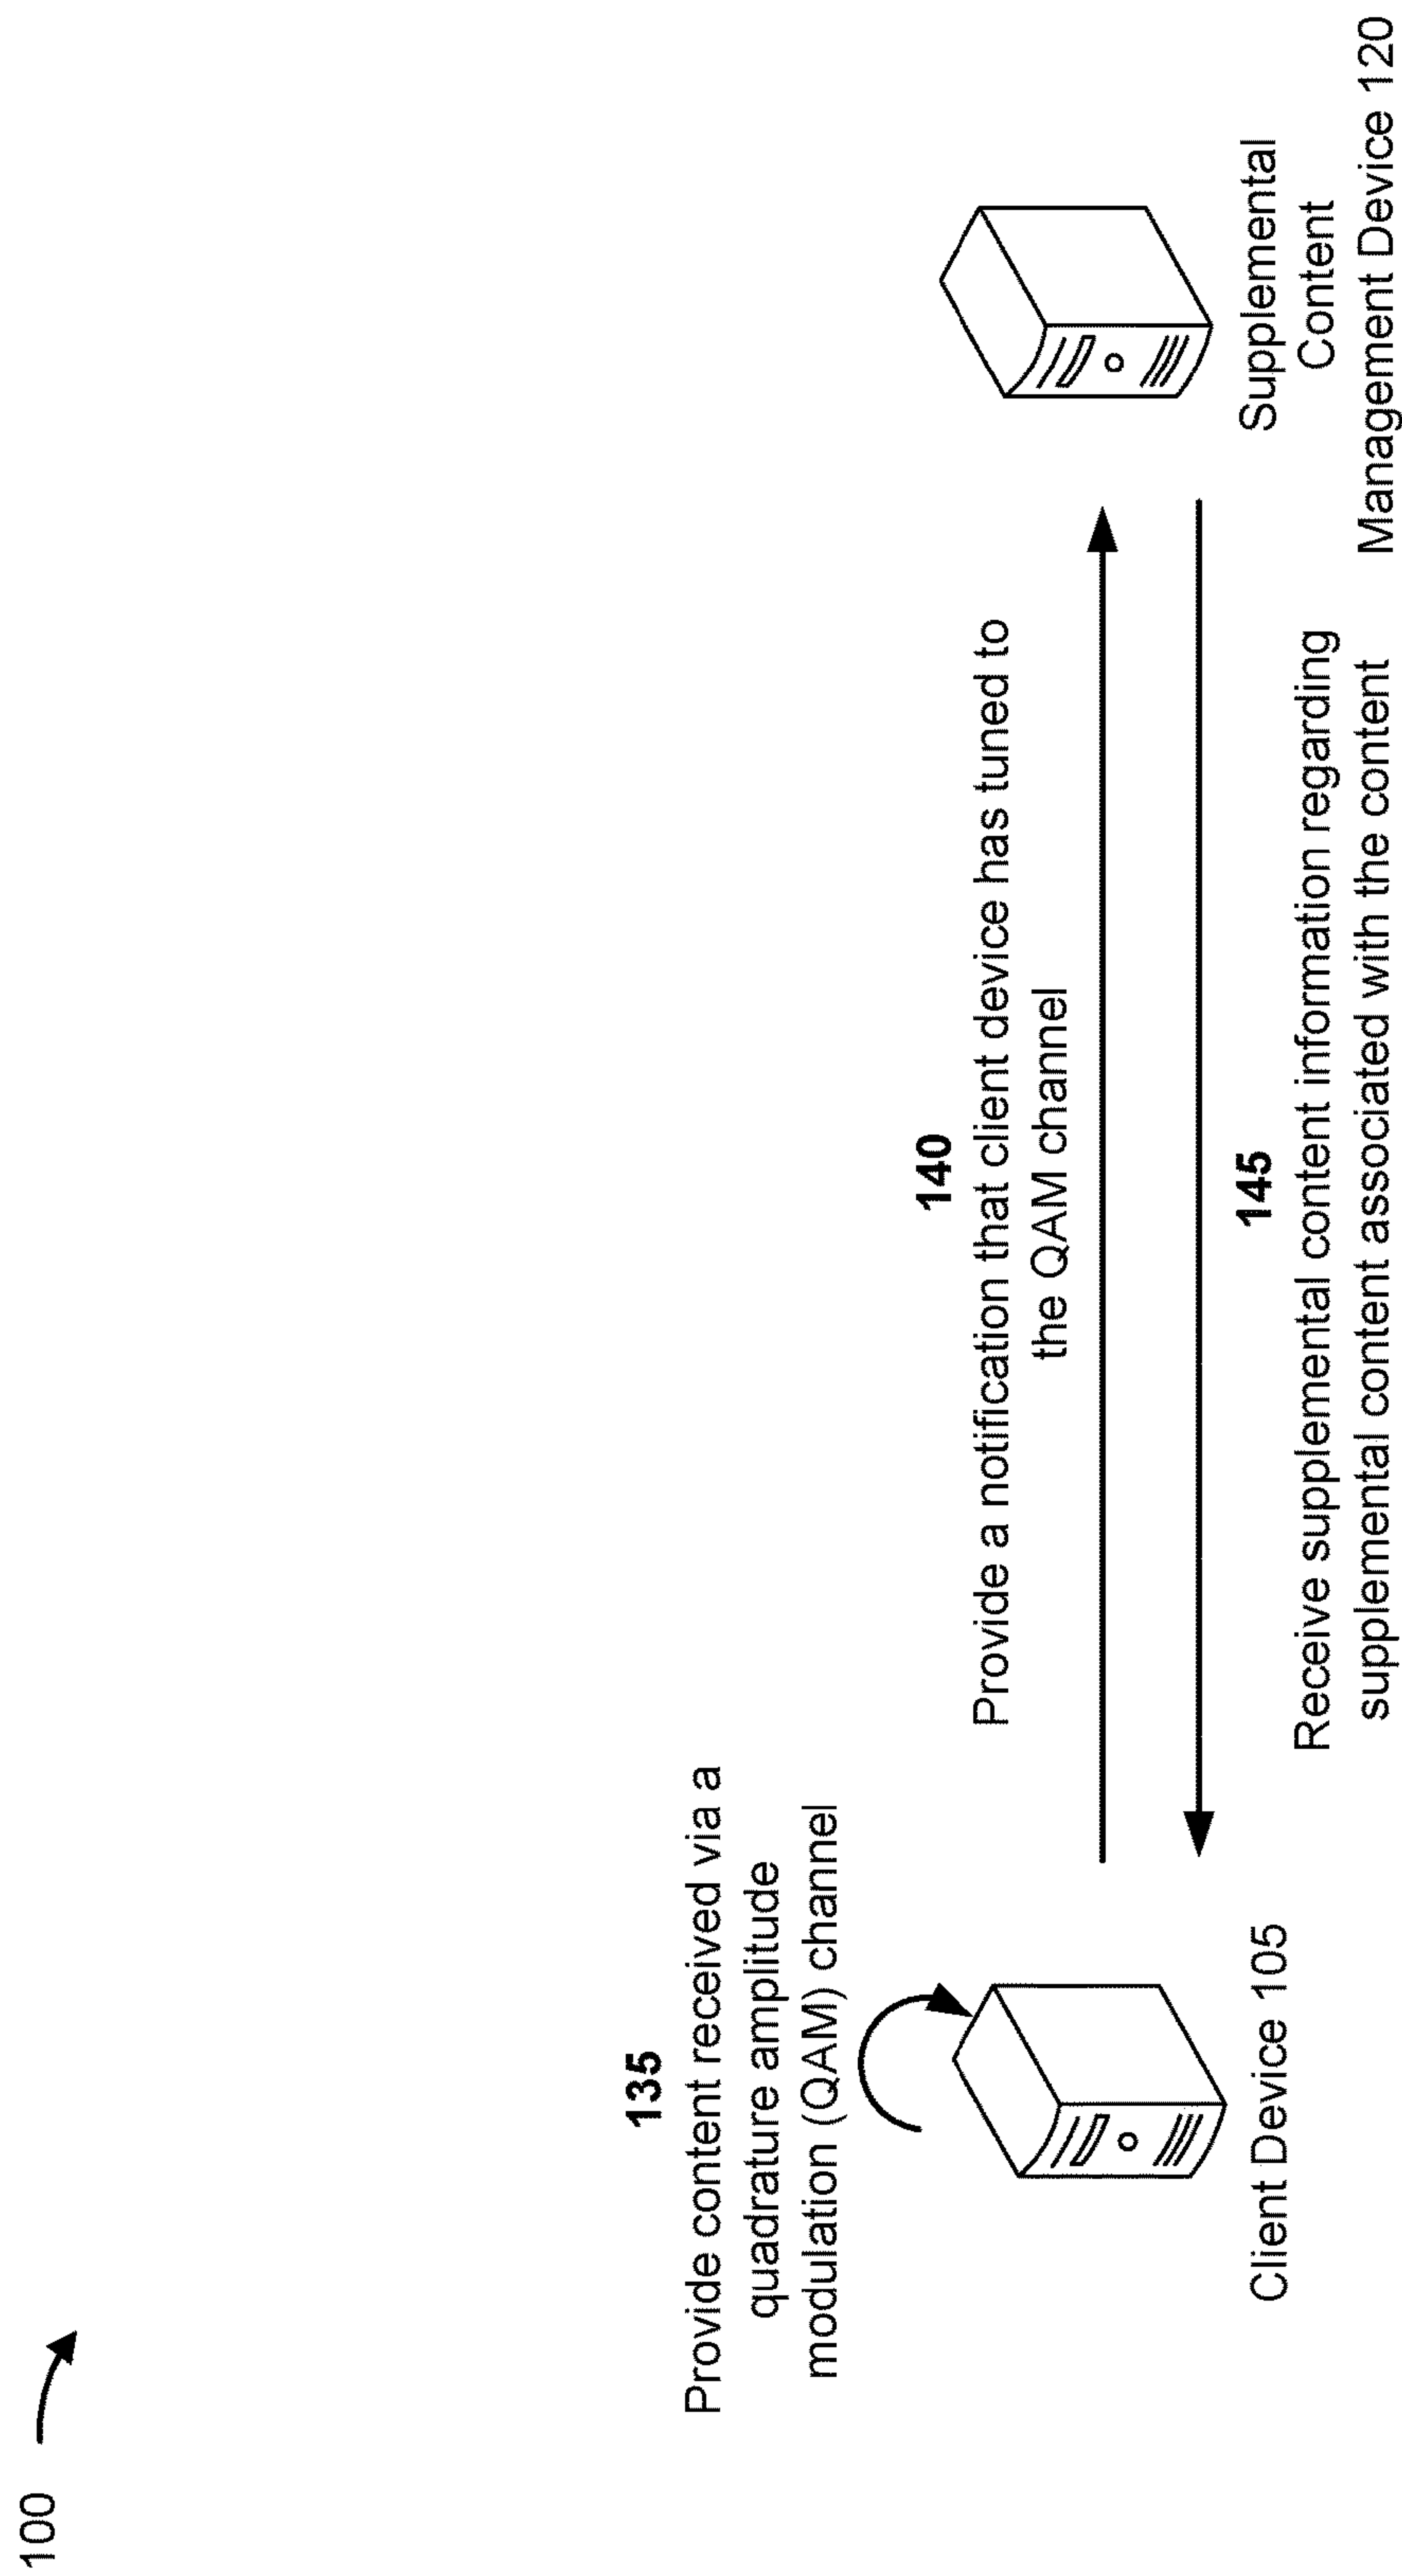 100
135
Provide content received via a
quadrature amplitude
modulation (QAM) channel
140
Provide a notification that client device has tuned to
the QAM channel
145
Receive supplemental content information regarding
supplemental content associated with the content
Client Device 105
Supplemental
Content
Management Device 120